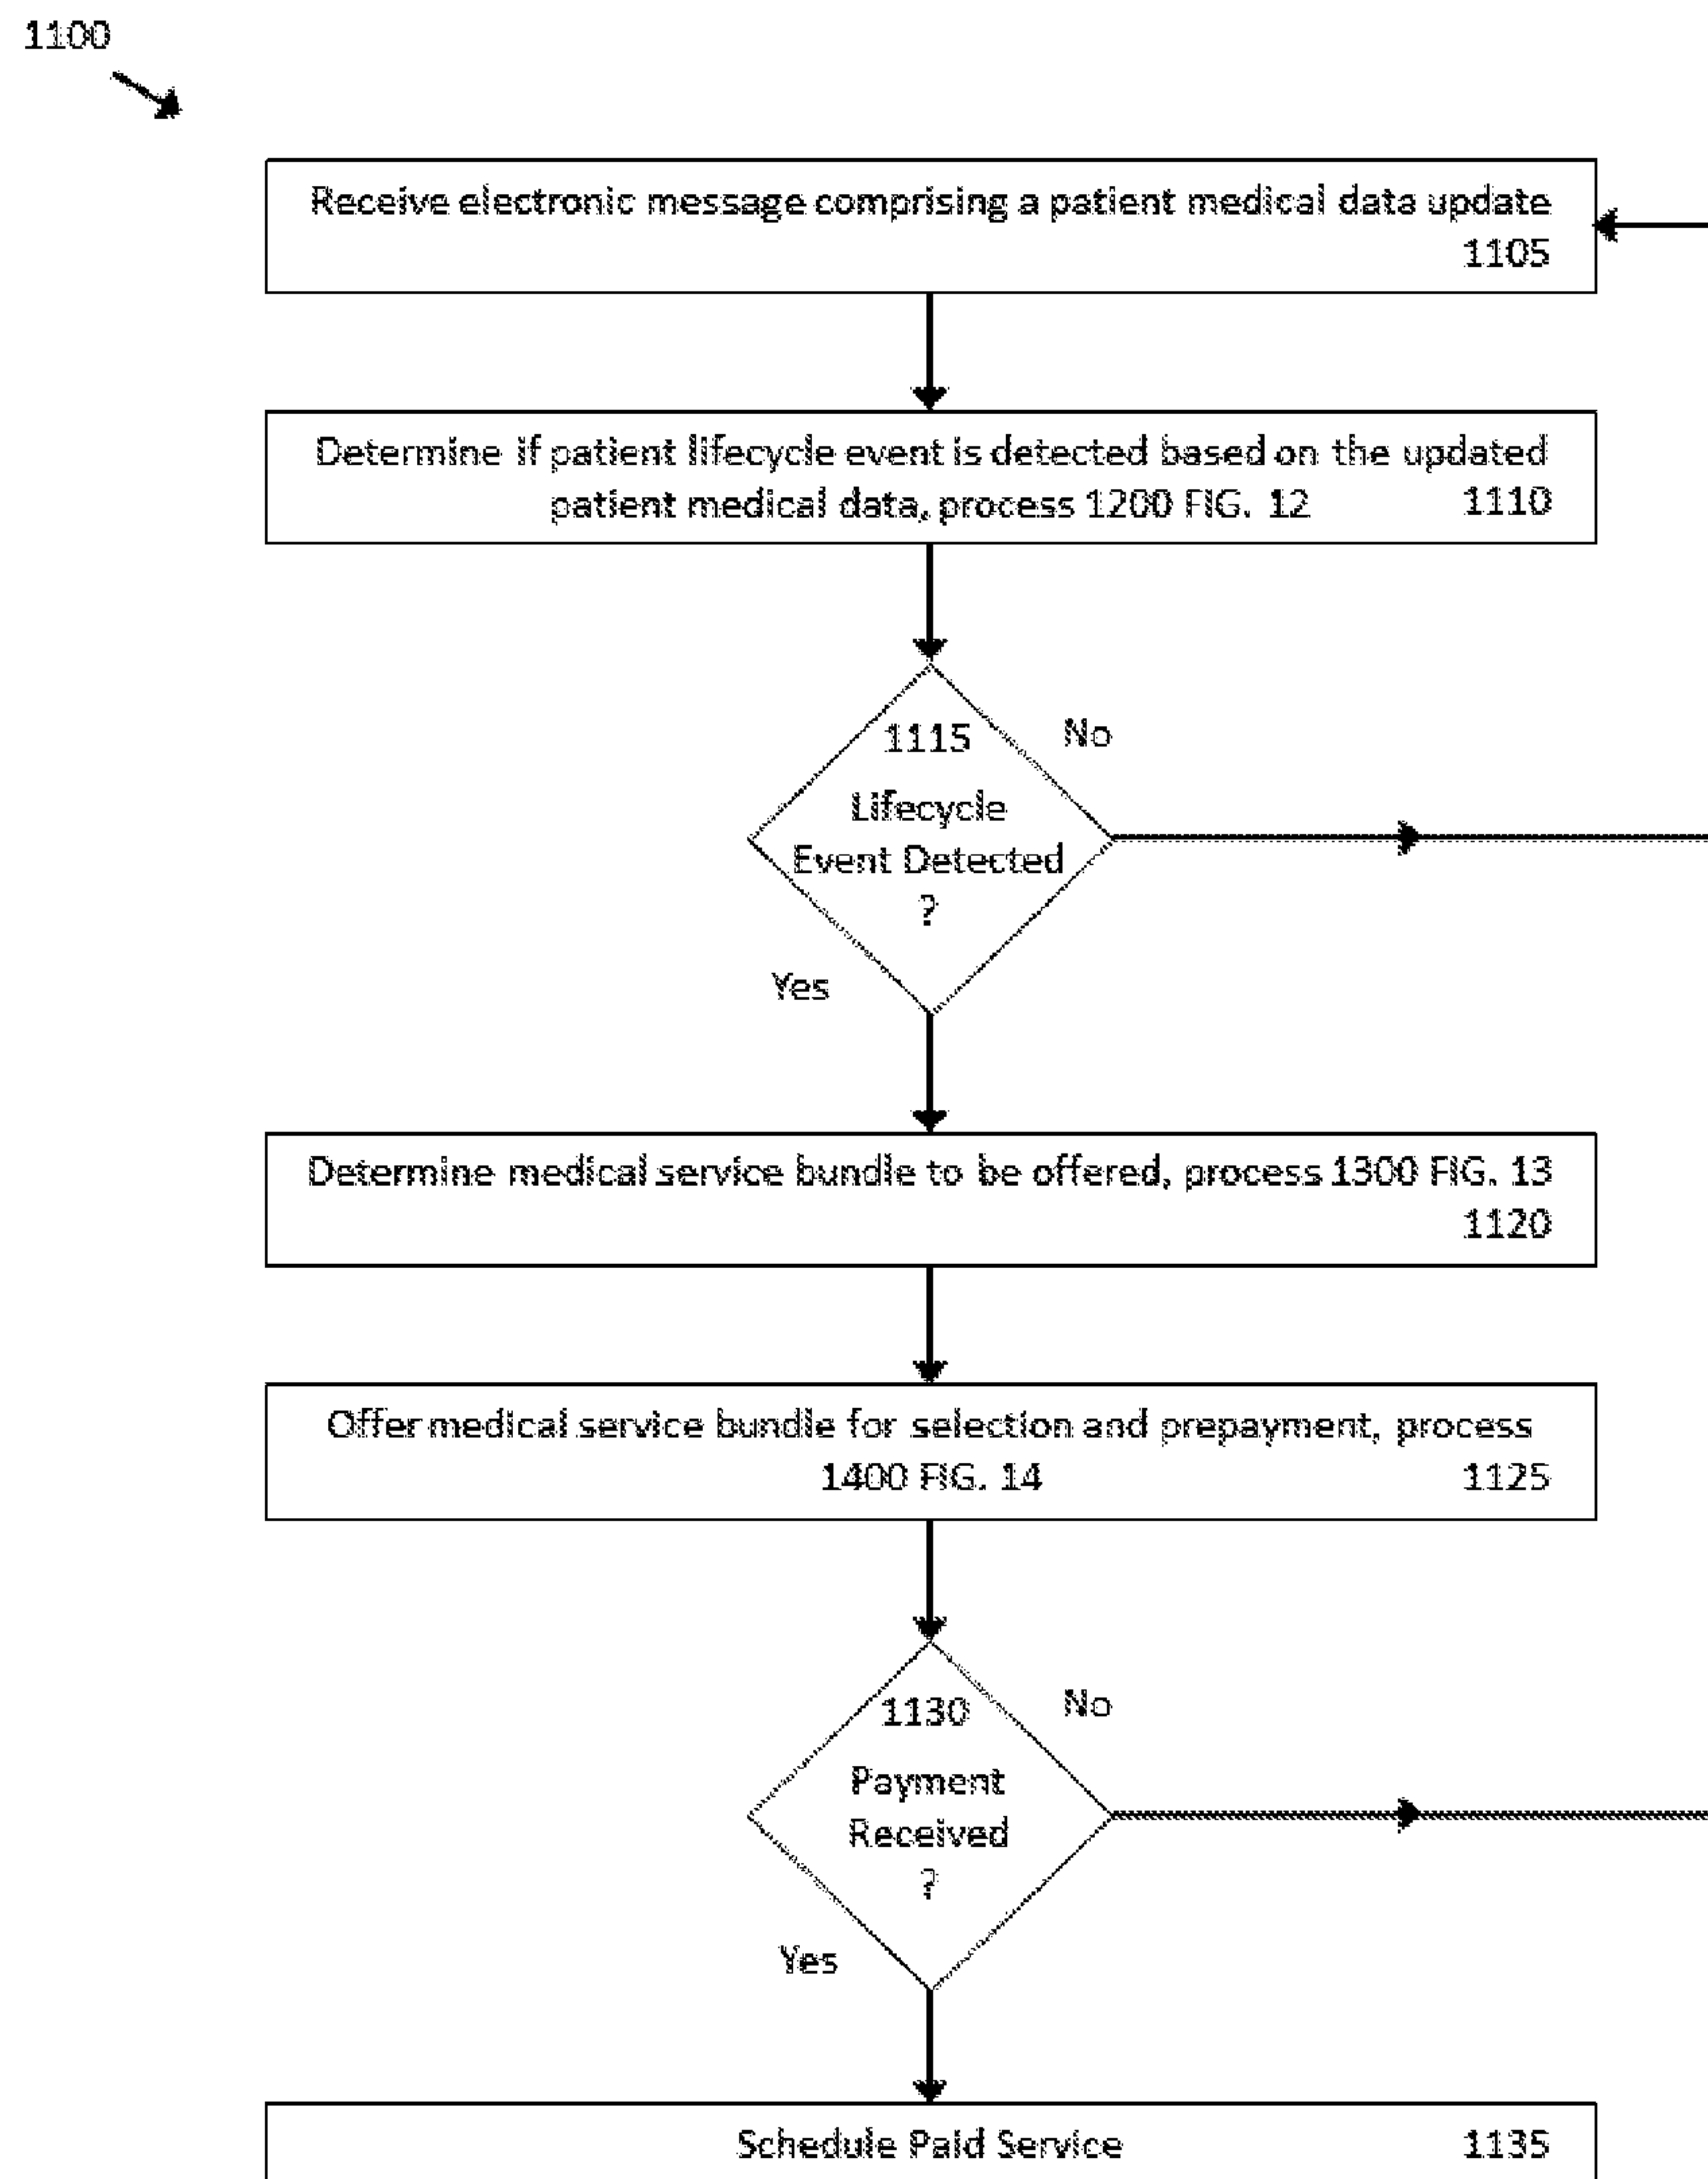 1100
Receive electronic message comprising a patient medical data update
1105
Determine if patient lifecycle event is detected based on the updated
patient medical data, process 1200 FIG. 12 1110
1115
No
Lifecycle
Event Detected
?
Yes
Determine medical service bundle to be offered, process 1300 FIG. 13
1120
Offer medical service bundle for selection and prepayment, process
1400 FIG. 14 1125
1130
No
Payment
Received
?
Yes
Schedule Paid Service 1135